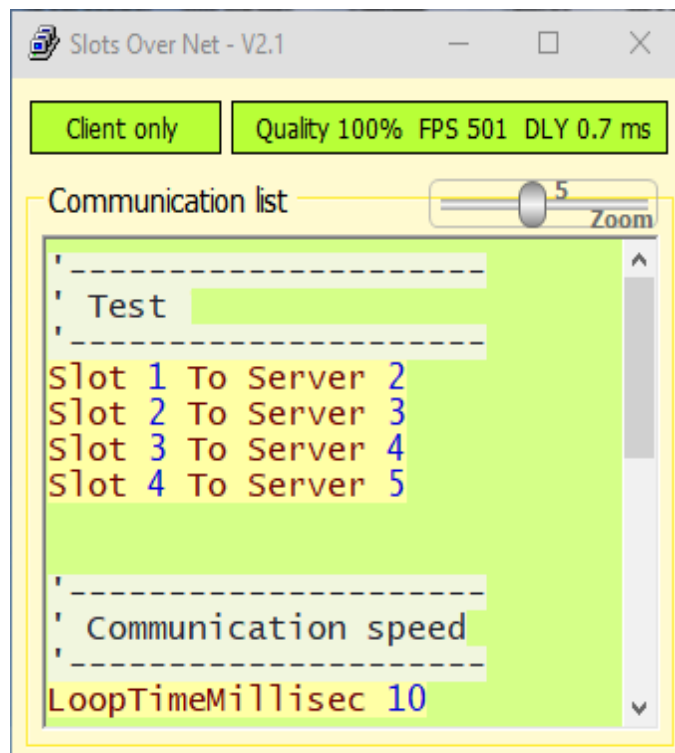 Slots Over Net - V2.1
Client only
Quality 100% FPS 501 DLY 0.7 ms
Communication list
5
Zoom
'---------------------
' Test
'---------------------
Slot 1 To Server 2
Slot 2 To Server 3
Slot 3 To Server 4
Slot 4 To Server 5
'---------------------
' Communication speed
'---------------------
LoopTimeMillisec 10